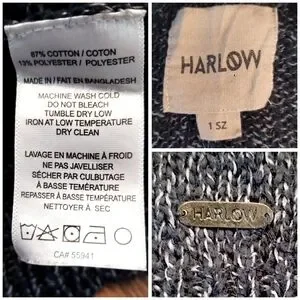 87% COTTON / COTON
13% POLYESTER / POLYESTER
MADE IN / FAIT EN BANGLADESH
MACHINE WASH COLD
DO NOT BLEACH
TUMBLE DRY LOW
IRON AT LOW TEMPERATURE
DRY CLEAN
LAVAGE EN MACHINE À FROID
NE PAS JAVELLISER
SÉCHER PAR CULBUTAGE
À BASSE TEMPÉRATURE
REPASSER À BASSE TEMPÉRATURE
NETTOYER À SEC
CA# 55941
HARLOW
1 SZ
HARLOW